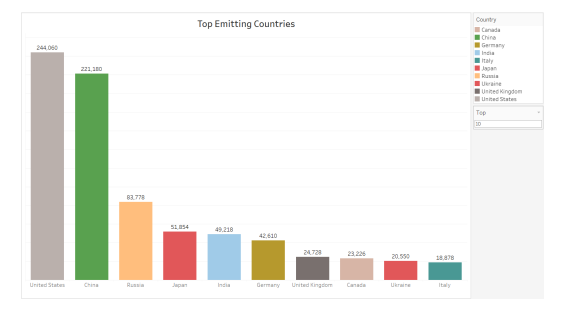 Top Emitting Countries
244,060
221,180
83,778
51,854
49,218
42,610
24,728
23,226
20,550
18,878
United States China Russia Japan India Germany United Kingdom Canada Ukraine Italy
Country
Canada
China
Germany
India
Italy
Japan
Russia
Ukraine
United Kingdom
United States
Top
10